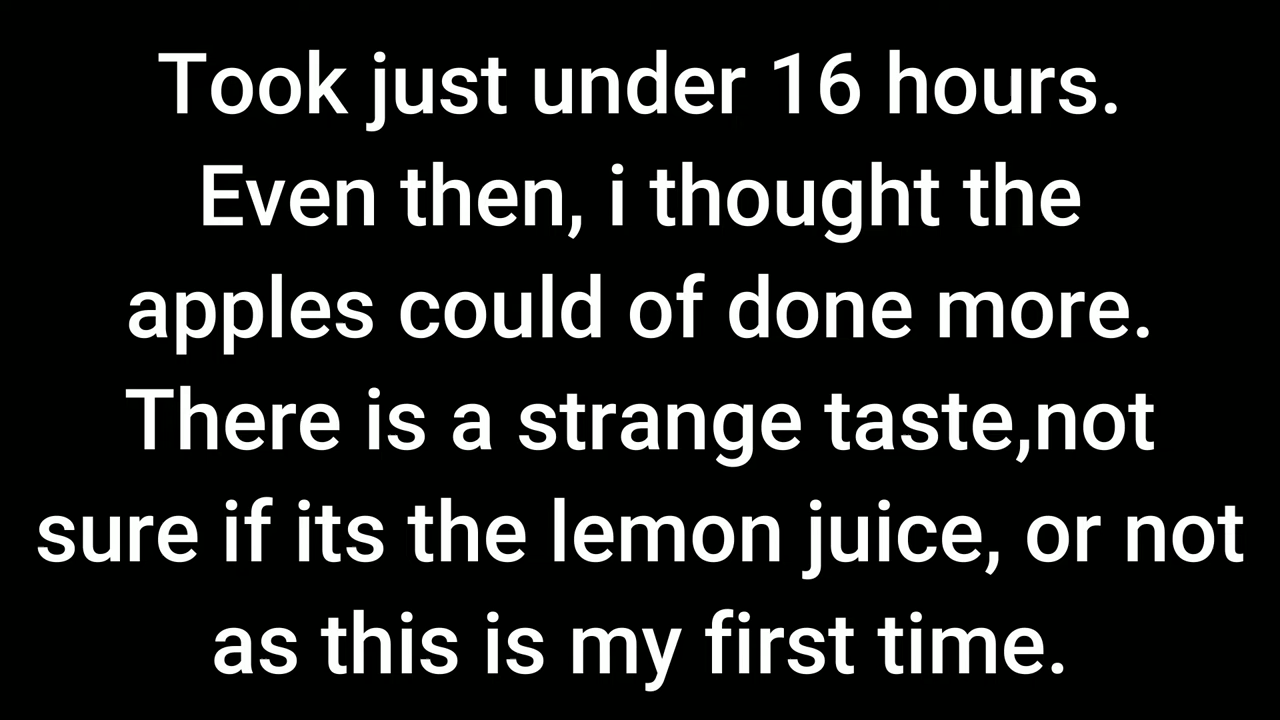 Took just under 16 hours.
Even then, i thought the
apples could of done more.
There is a strange taste,not
sure if its the lemon juice, or not
as this is my first time.